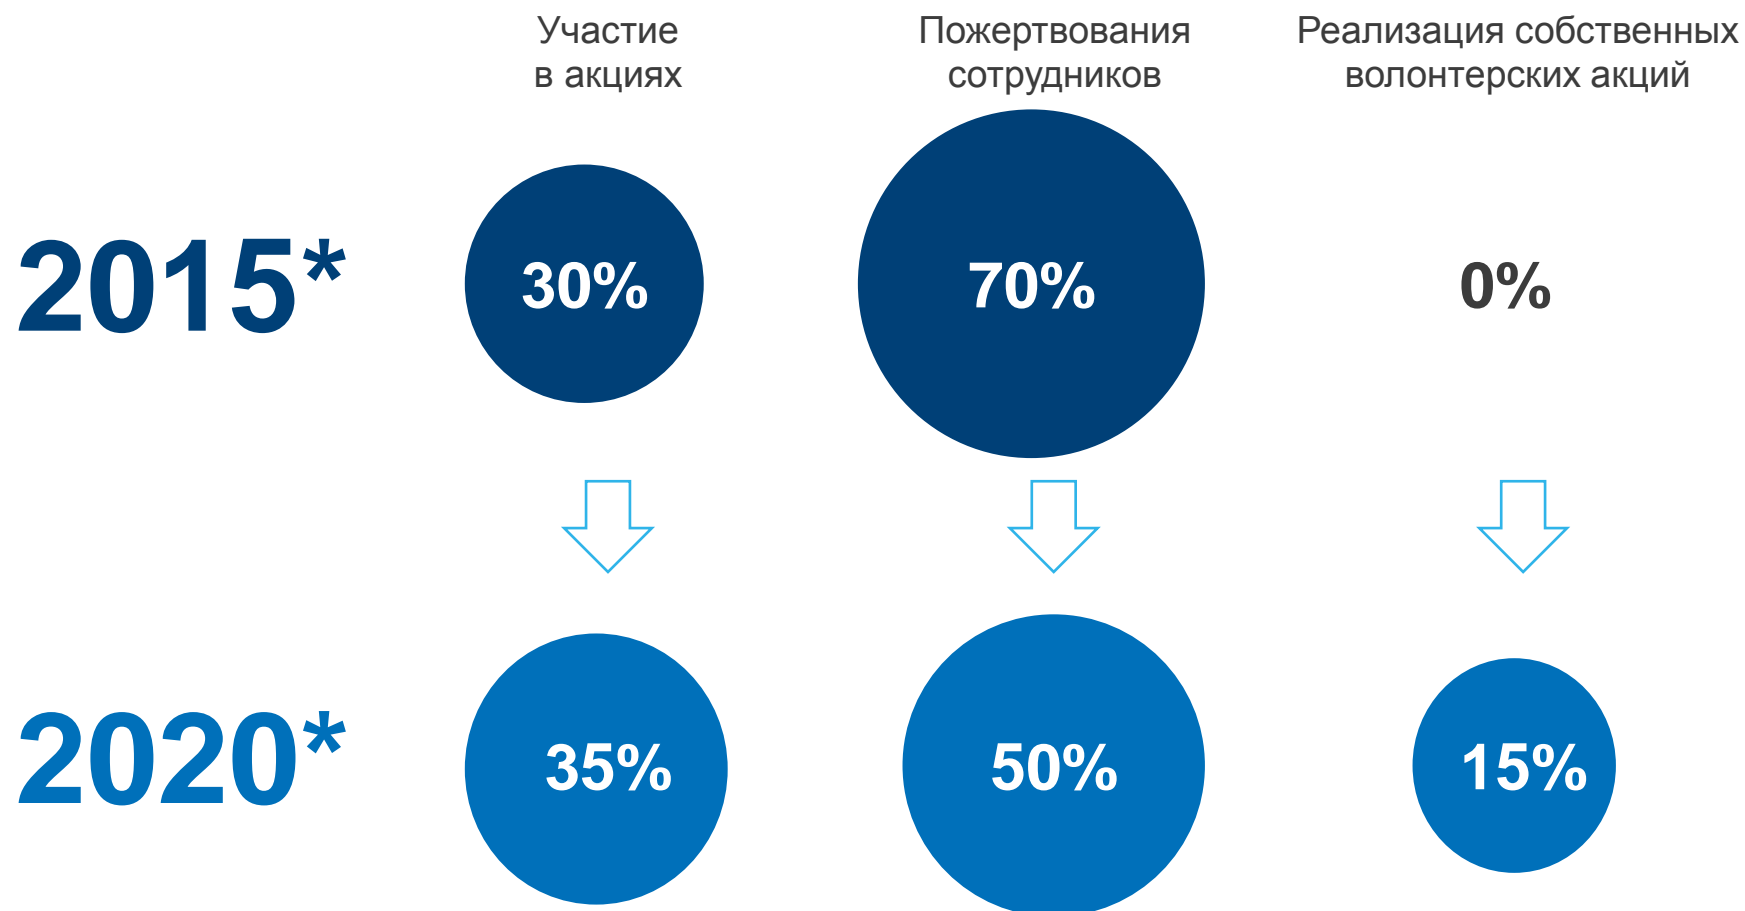 Участие
в акциях
Пожертвования
сотрудников
Реализация собственных
волонтерских акций
2015*
30%
70%
0%
2020*
35%
50%
15%